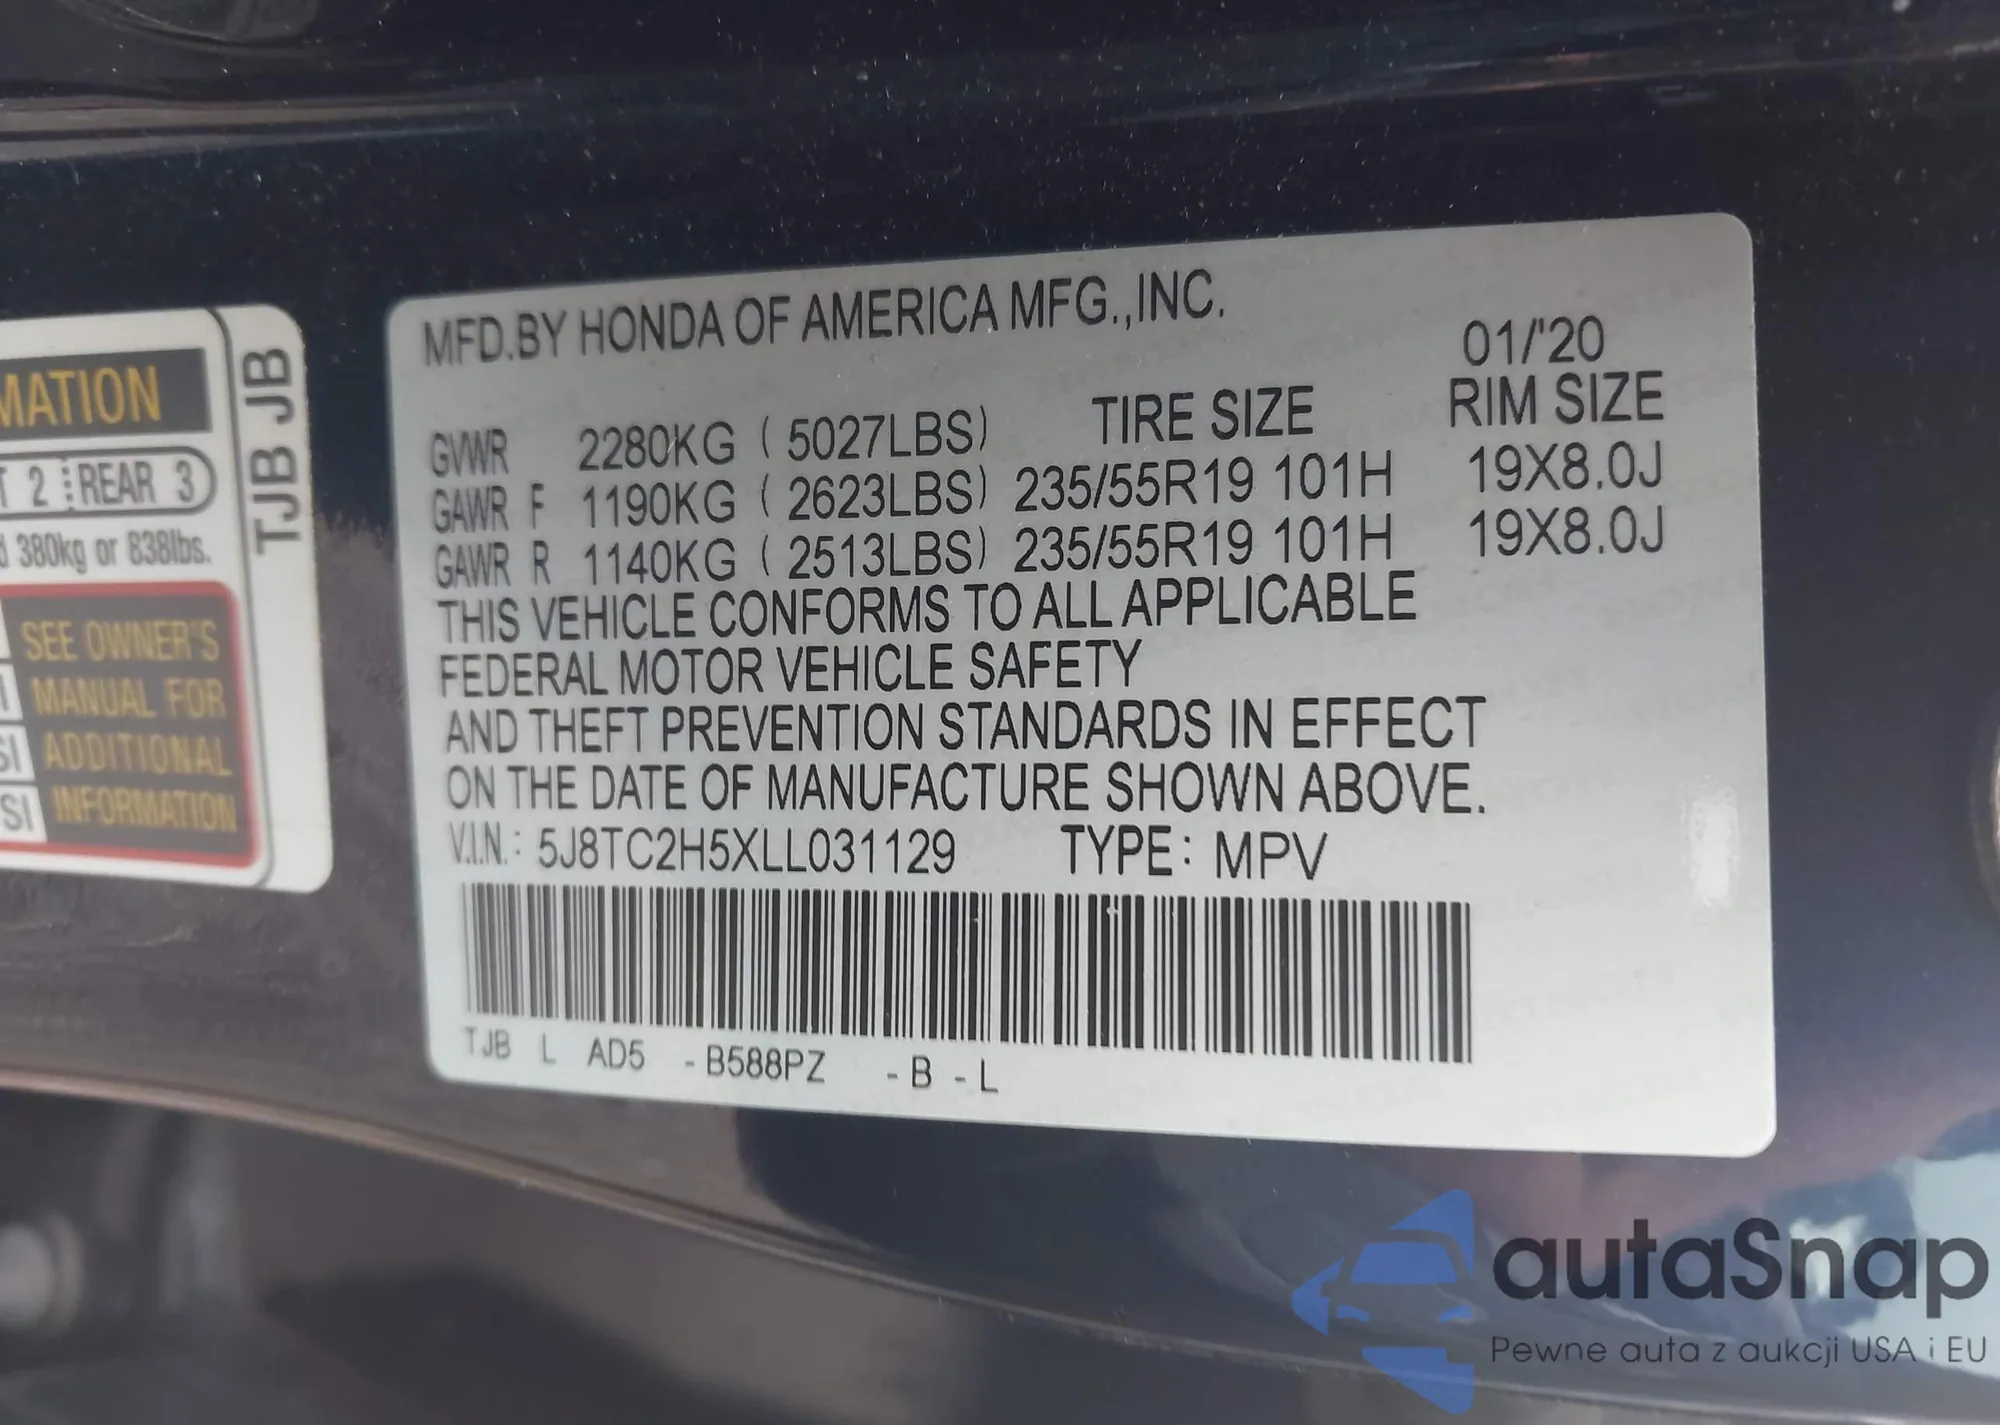 MATION
T 2 REAR 3
380kg or 838lbs.
SEE OWNER'S
MANUAL FOR
SI ADDITIONAL
SI INFORMATION
TJB JB
MFD.BY HONDA OF AMERICA MFG.,INC.
01/'20
GVWR 2280KG ( 5027LBS) TIRE SIZE RIM SIZE
GAWR F 1190KG ( 2623LBS) 235/55R19 101H 19X8.0J
GAWR R 1140KG ( 2513LBS) 235/55R19 101H 19X8.0J
THIS VEHICLE CONFORMS TO ALL APPLICABLE
FEDERAL MOTOR VEHICLE SAFETY
AND THEFT PREVENTION STANDARDS IN EFFECT
ON THE DATE OF MANUFACTURE SHOWN ABOVE.
V.I.N.: 5J8TC2H5XLL031129 TYPE: MPV
TJB L AD5 -B588PZ -B -L
autaSnap
Pewne auta z aukcji USA i EU